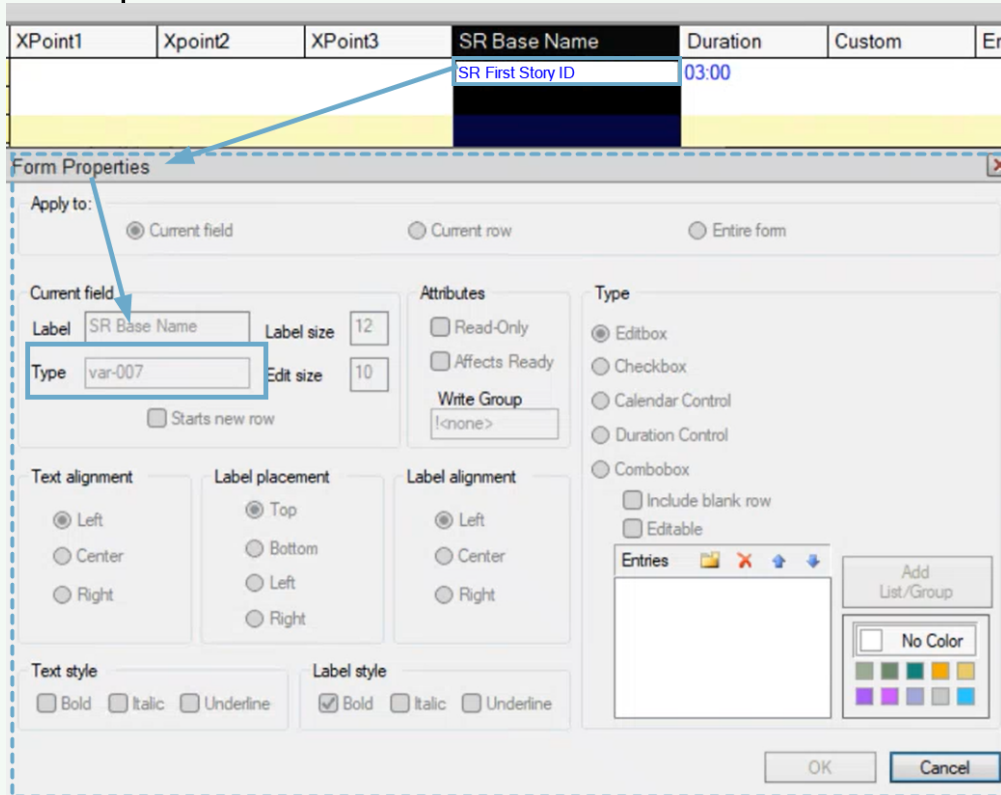 XPoint1 Xpoint2 XPoint3 SR Base Name Duration Custom
SR First Story ID 03:00
Form Properties
Apply to:
Current field Current row Entire form
Current field Attributes Type
Label SR Base Name Label size 12 Read-Only Editbox
Type var-007 Edit size 10 Affects Ready Checkbox
Starts new row Write Group Calendar Control
!<none> Duration Control
Text alignment Label placement Label alignment Combobox
Left Top Left Include blank row
Center Bottom Center Editable
Right Left Right Entries Add List/Group
Right No Color
Text style Label style
Bold Italic Underline Bold Italic Underline
OK Cancel